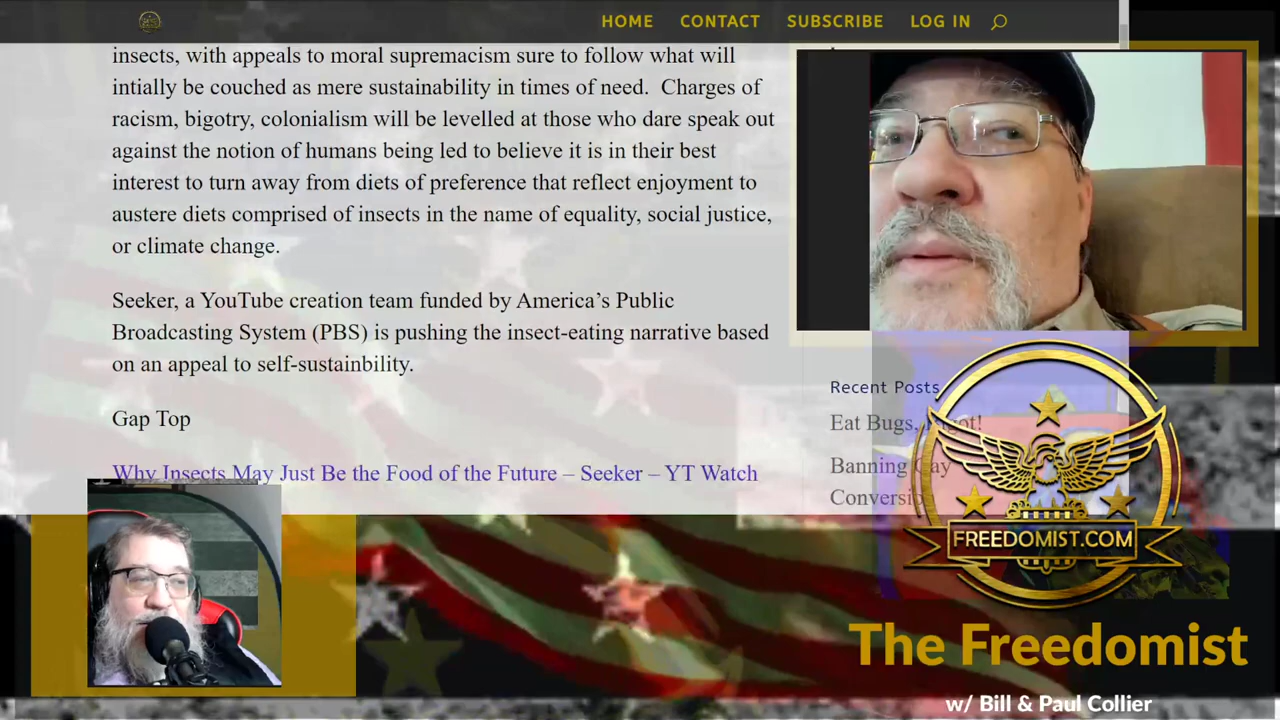 HOME CONTACT SUBSCRIBE LOG IN
insects, with appeals to moral supremacism sure to follow what will
intially be couched as mere sustainability in times of need. Charges of
racism, bigotry, colonialism will be levelled at those who dare speak out
against the notion of humans being led to believe it is in their best
interest to turn away from diets of preference that reflect enjoyment to
austere diets comprised of insects in the name of equality, social justice,
or climate change.
Seeker, a YouTube creation team funded by America’s Public
Broadcasting System (PBS) is pushing the insect-eating narrative based
on an appeal to self-sustainability.
Gap Top
Why Insects May Just Be the Food of the Future – Seeker – YT Watch
Recent Posts
Eat Bugs,
Banning Gay
FREEDOMIST.COM
The Freedomist
w/ Bill & Paul Collier